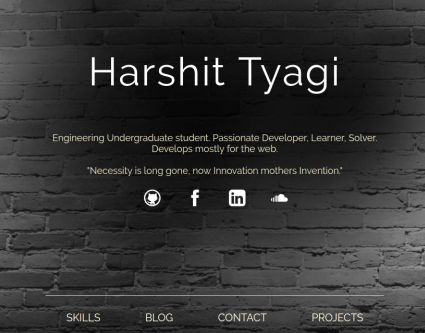 Harshit Tyagi
Engineering Undergraduate student. Passionate Developer, Learner, Solver.
Develops mostly for the web.
"Necessity is long gone, now Innovation mothers Invention."
SKILLS BLOG CONTACT PROJECTS